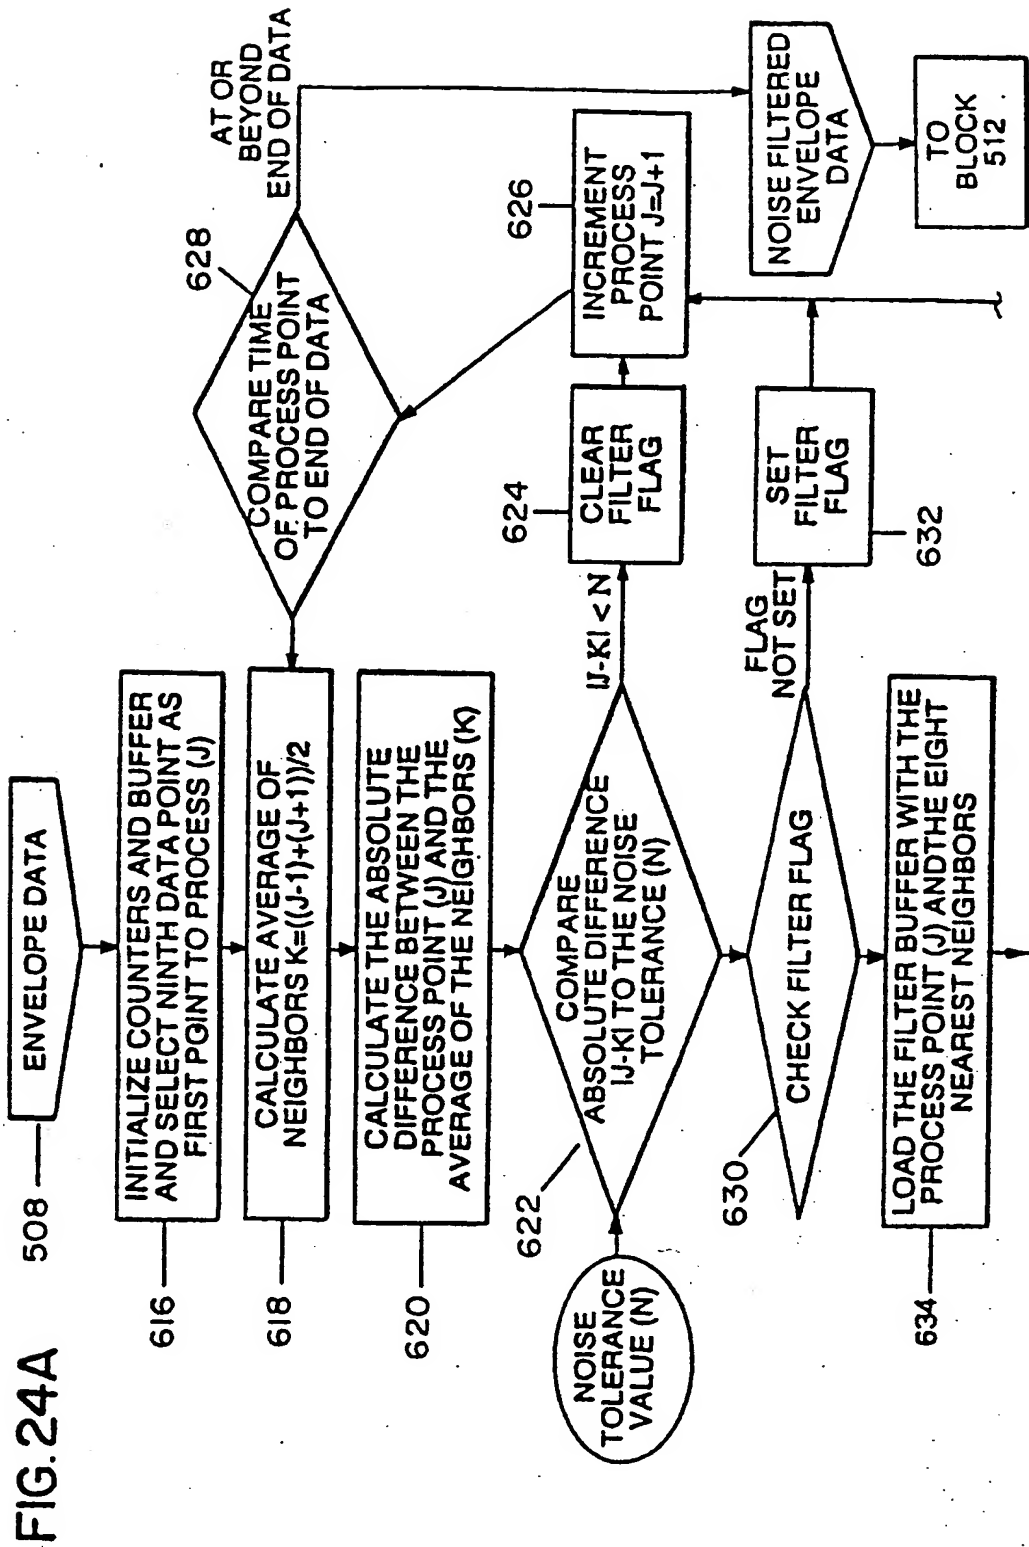 FIG. 24A
508
ENVELOPE DATA
616
INITIALIZE COUNTERS AND BUFFER
AND SELECT NINTH DATA POINT AS
FIRST POINT TO PROCESS (J)
618
CALCULATE AVERAGE OF
NEIGHBORS K=((J-1)+(J+1))/2
620
CALCULATE THE ABSOLUTE
DIFFERENCE BETWEEN THE
PROCESS POINT (J) AND THE
AVERAGE OF THE NEIGHBORS (K)
NOISE
TOLERANCE
VALUE (N)
622
COMPARE
ABSOLUTE DIFFERENCE
IJ-KI TO THE NOISE
TOLERANCE (N)
IJ-KI < N
624
CLEAR
FILTER
FLAG
626
INCREMENT
PROCESS
POINT J=J+1
628
COMPARE TIME
OF PROCESS POINT
TO END OF DATA
AT OR
BEYOND
END OF DATA
630
CHECK FILTER FLAG
FLAG
NOT SET
SET
FILTER
FLAG
632
NOISE FILTERED
ENVELOPE
DATA
TO
BLOCK
512
634
LOAD THE FILTER BUFFER WITH THE
PROCESS POINT (J) ANDTHE EIGHT
NEAREST NEIGHBORS